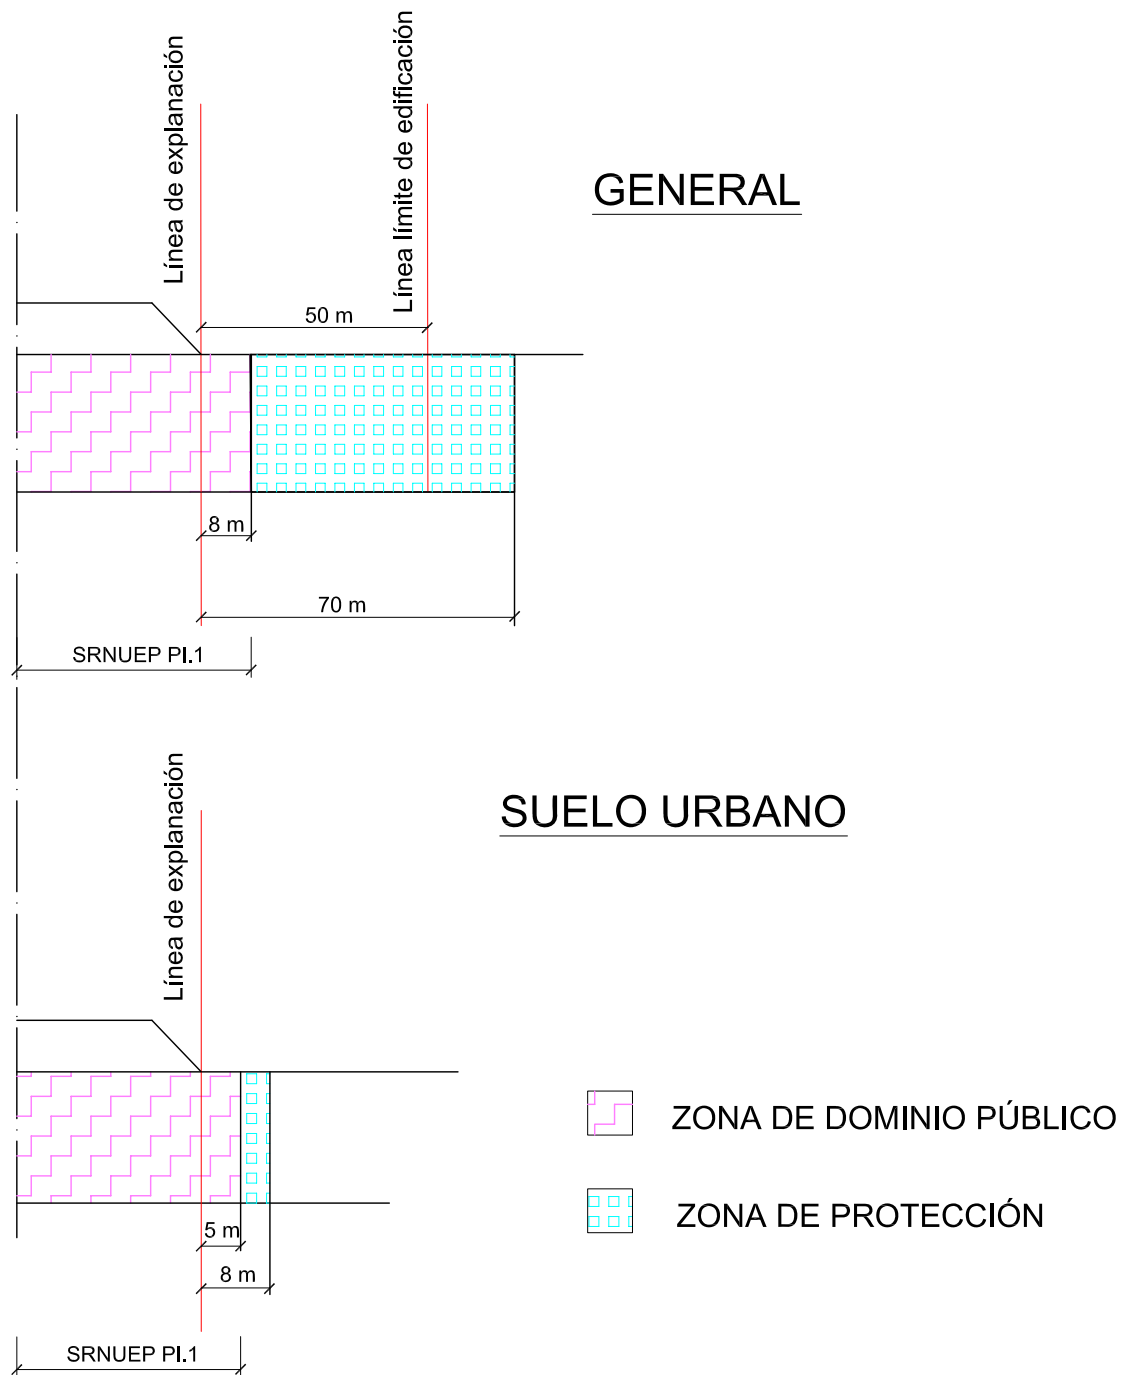 Línea de explanación
Línea límite de edificación
GENERAL
50 m
8 m
70 m
SRNUEP PI.1
Línea de explanación
SUELO URBANO
ZONA DE DOMINIO PÚBLICO
ZONA DE PROTECCIÓN
5 m
8 m
SRNUEP PI.1